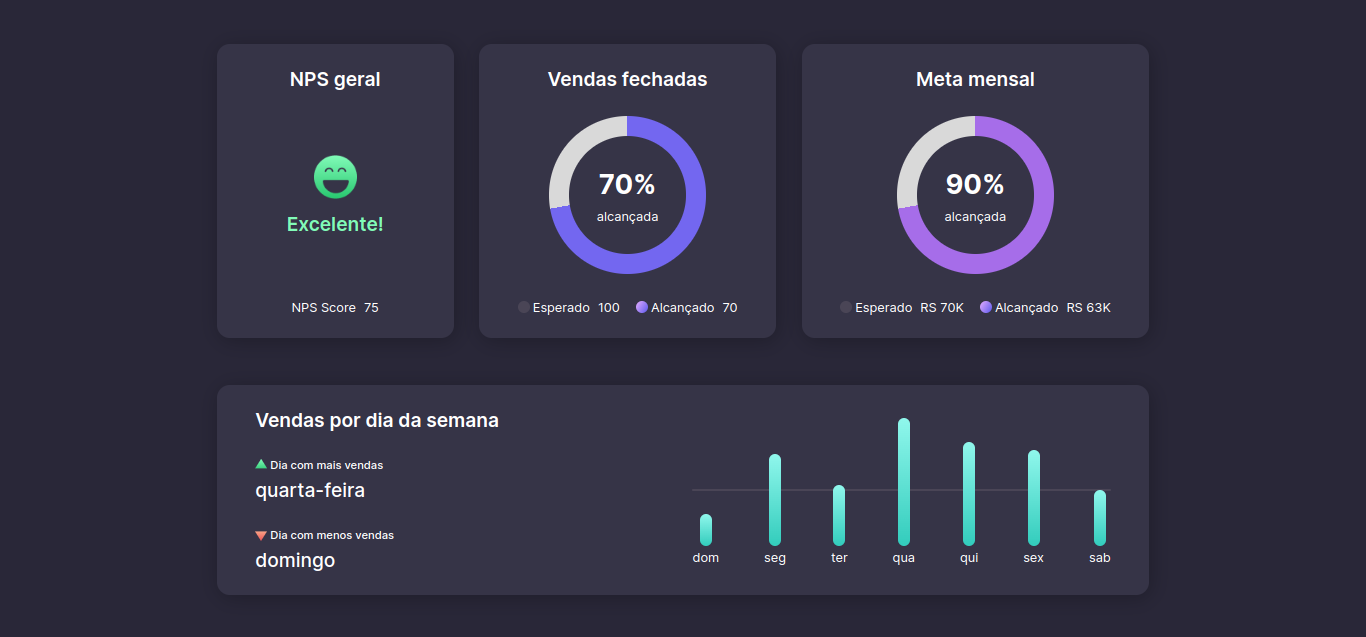 NPS geral
Excelente!
NPS Score 75
Vendas fechadas
70%
alcançada
Esperado 100 Alcançado 70
Meta mensal
90%
alcançada
Esperado RS 70K Alcançado RS 63K
Vendas por dia da semana
Dia com mais vendas
quarta-feira
Dia com menos vendas
domingo
dom seg ter qua qui sex sab